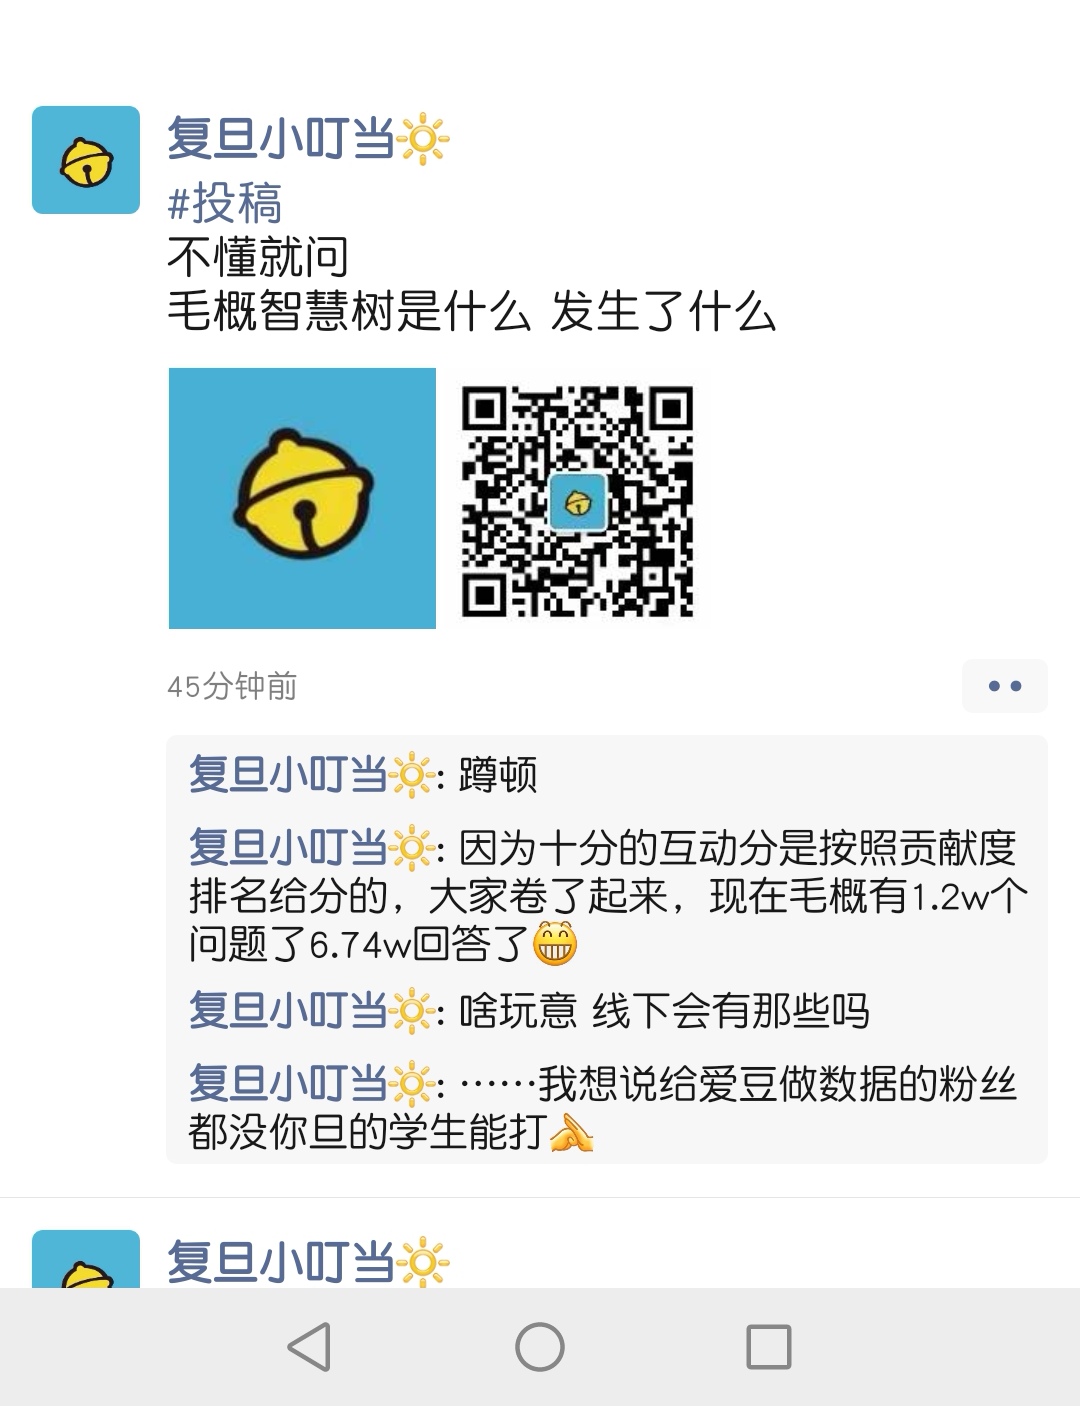 复旦小叮当🔆
#投稿
不懂就问
毛概智慧树是什么 发生了什么
45分钟前
复旦小叮当🔆: 蹲顿
复旦小叮当🔆: 因为十分的互动分是按照贡献度
排名给分的，大家卷了起来，现在毛概有1.2w个
问题了6.74w回答了😁
复旦小叮当🔆: 啥玩意 线下会有那些吗
复旦小叮当🔆: ……我想说给爱豆做数据的粉丝
都没你旦的学生能打👏
复旦小叮当🔆